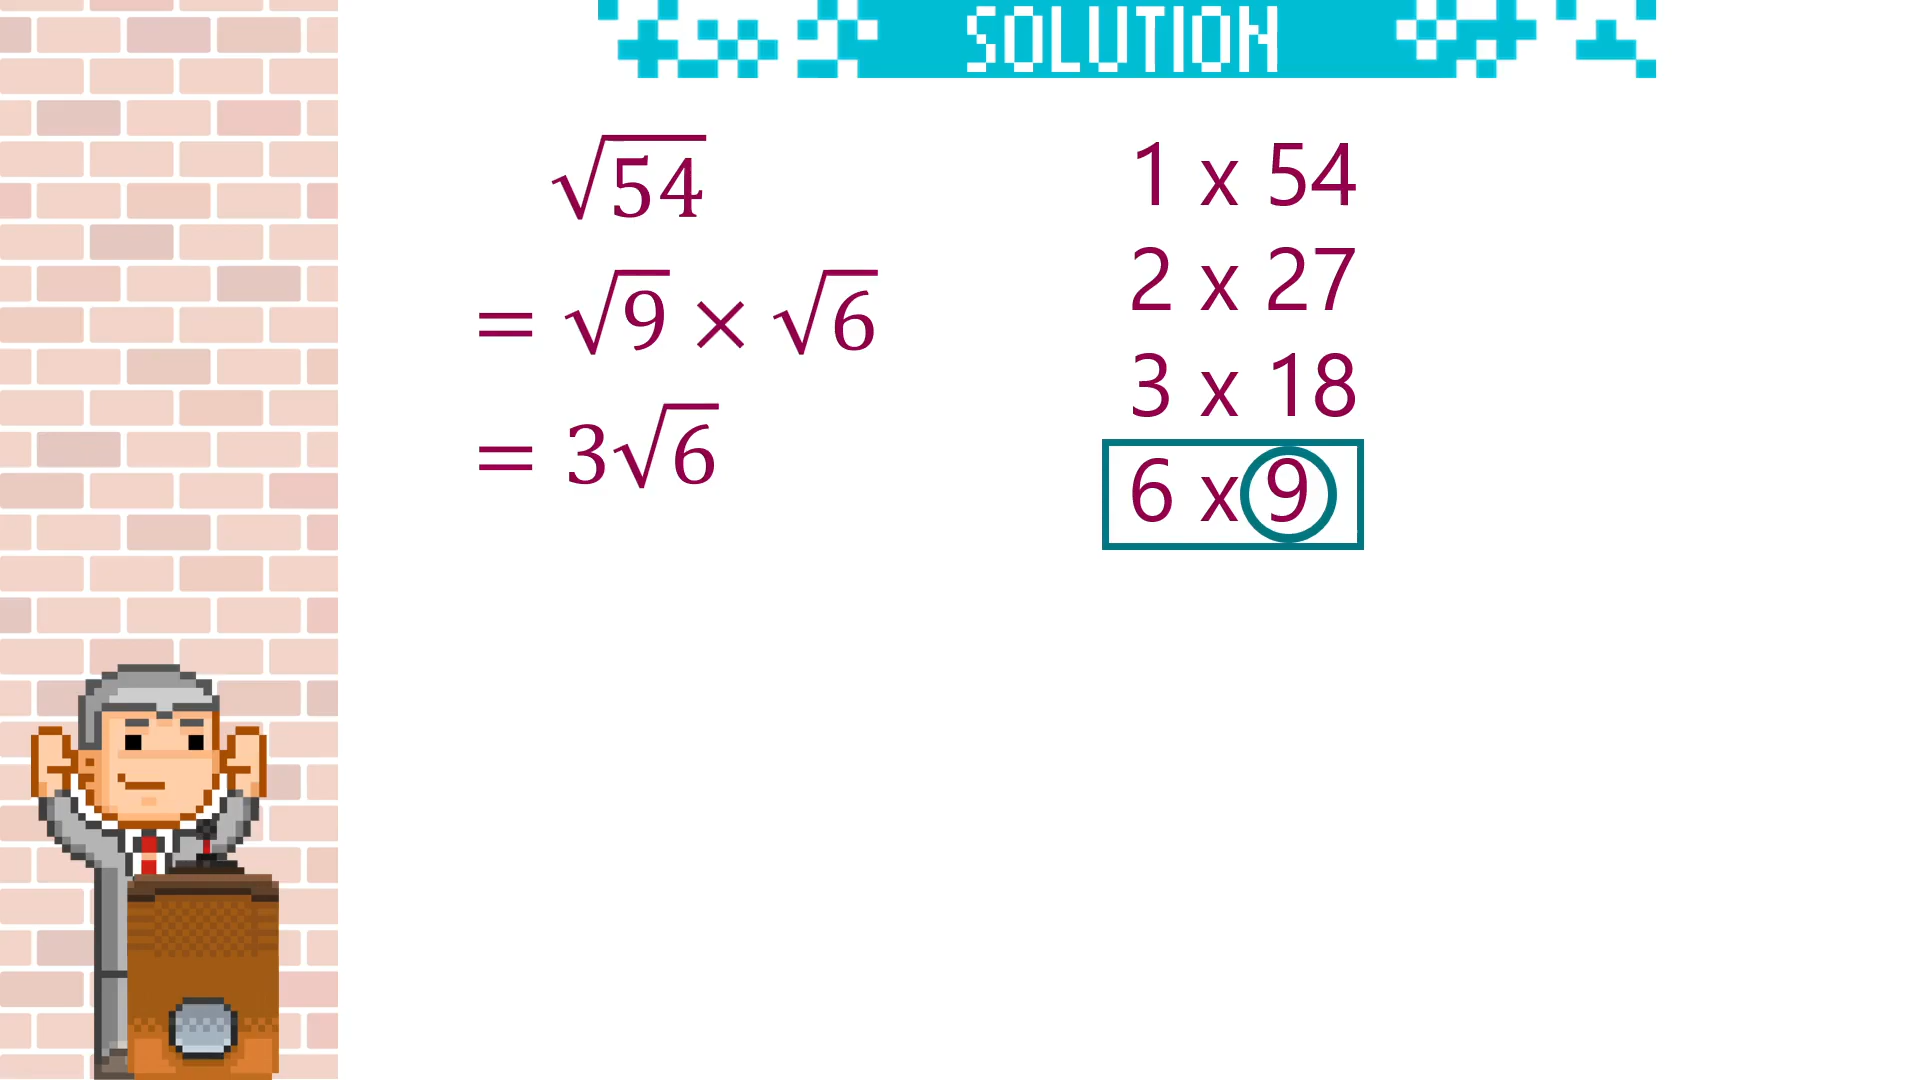 SOLUTION
√54
= √9 × √6
= 3√6
1 x 54
2 x 27
3 x 18
6 x 9